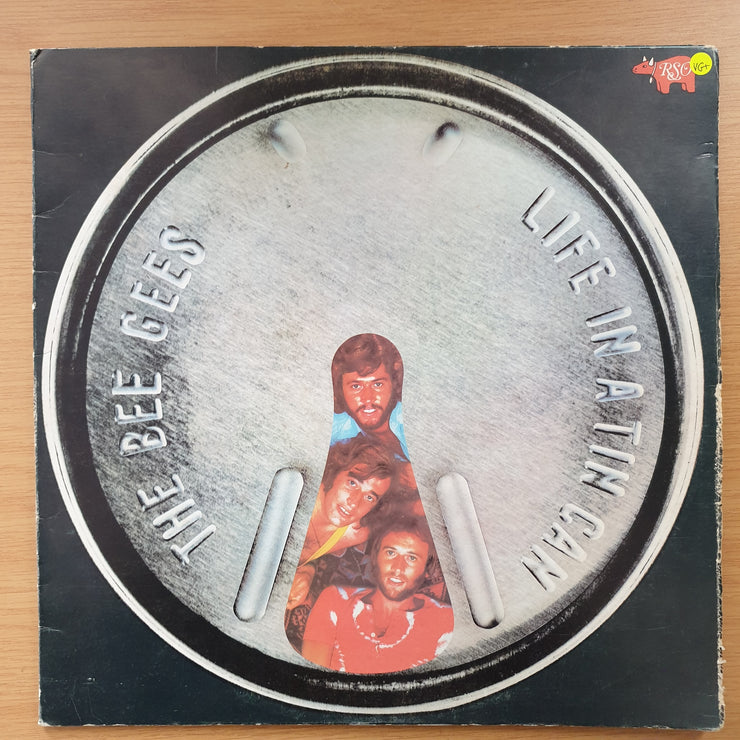 RSO
VG+
THE BEE GEES
LIFE IN A TIN CAN